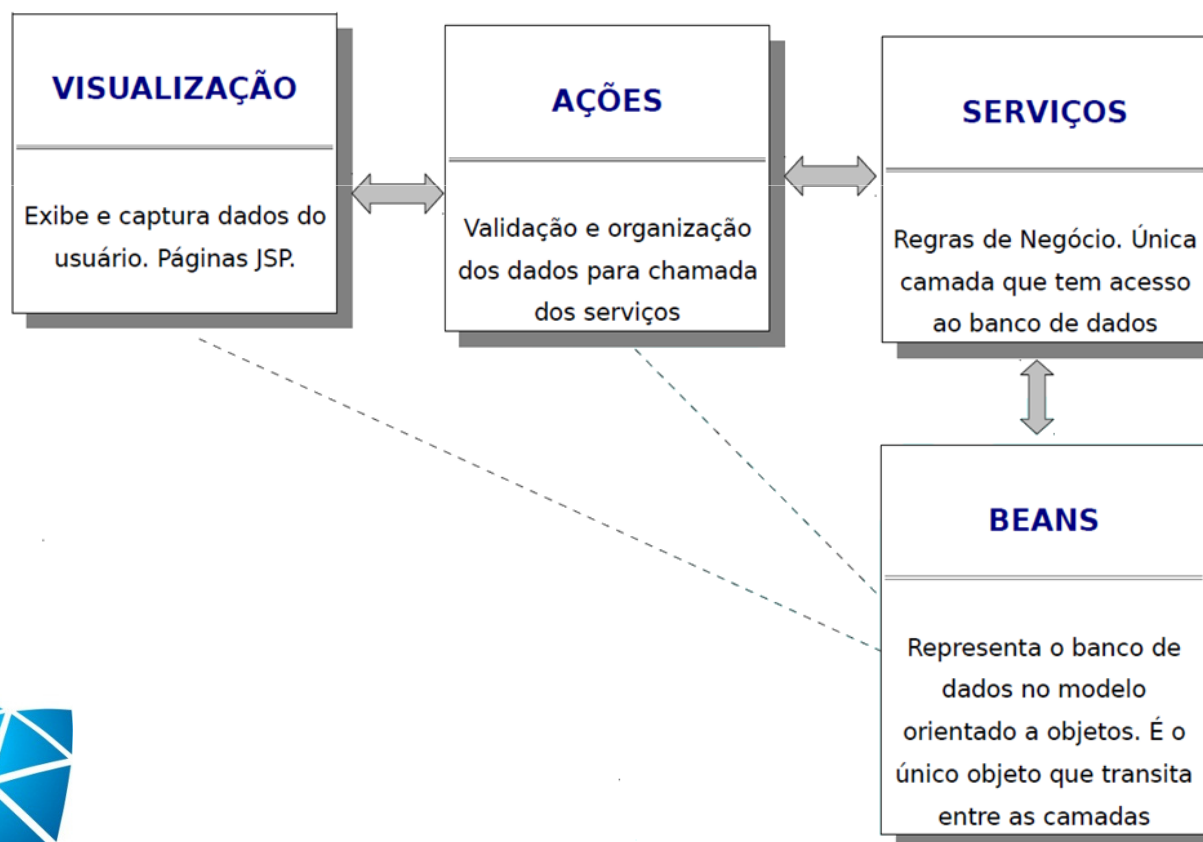 VISUALIZAÇÃO
Exibe e captura dados do
usuário. Páginas JSP.
AÇÕES
Validação e organização
dos dados para chamada
dos serviços
SERVIÇOS
Regras de Negócio. Única
camada que tem acesso
ao banco de dados
BEANS
Representa o banco de
dados no modelo
orientado a objetos. É o
único objeto que transita
entre as camadas